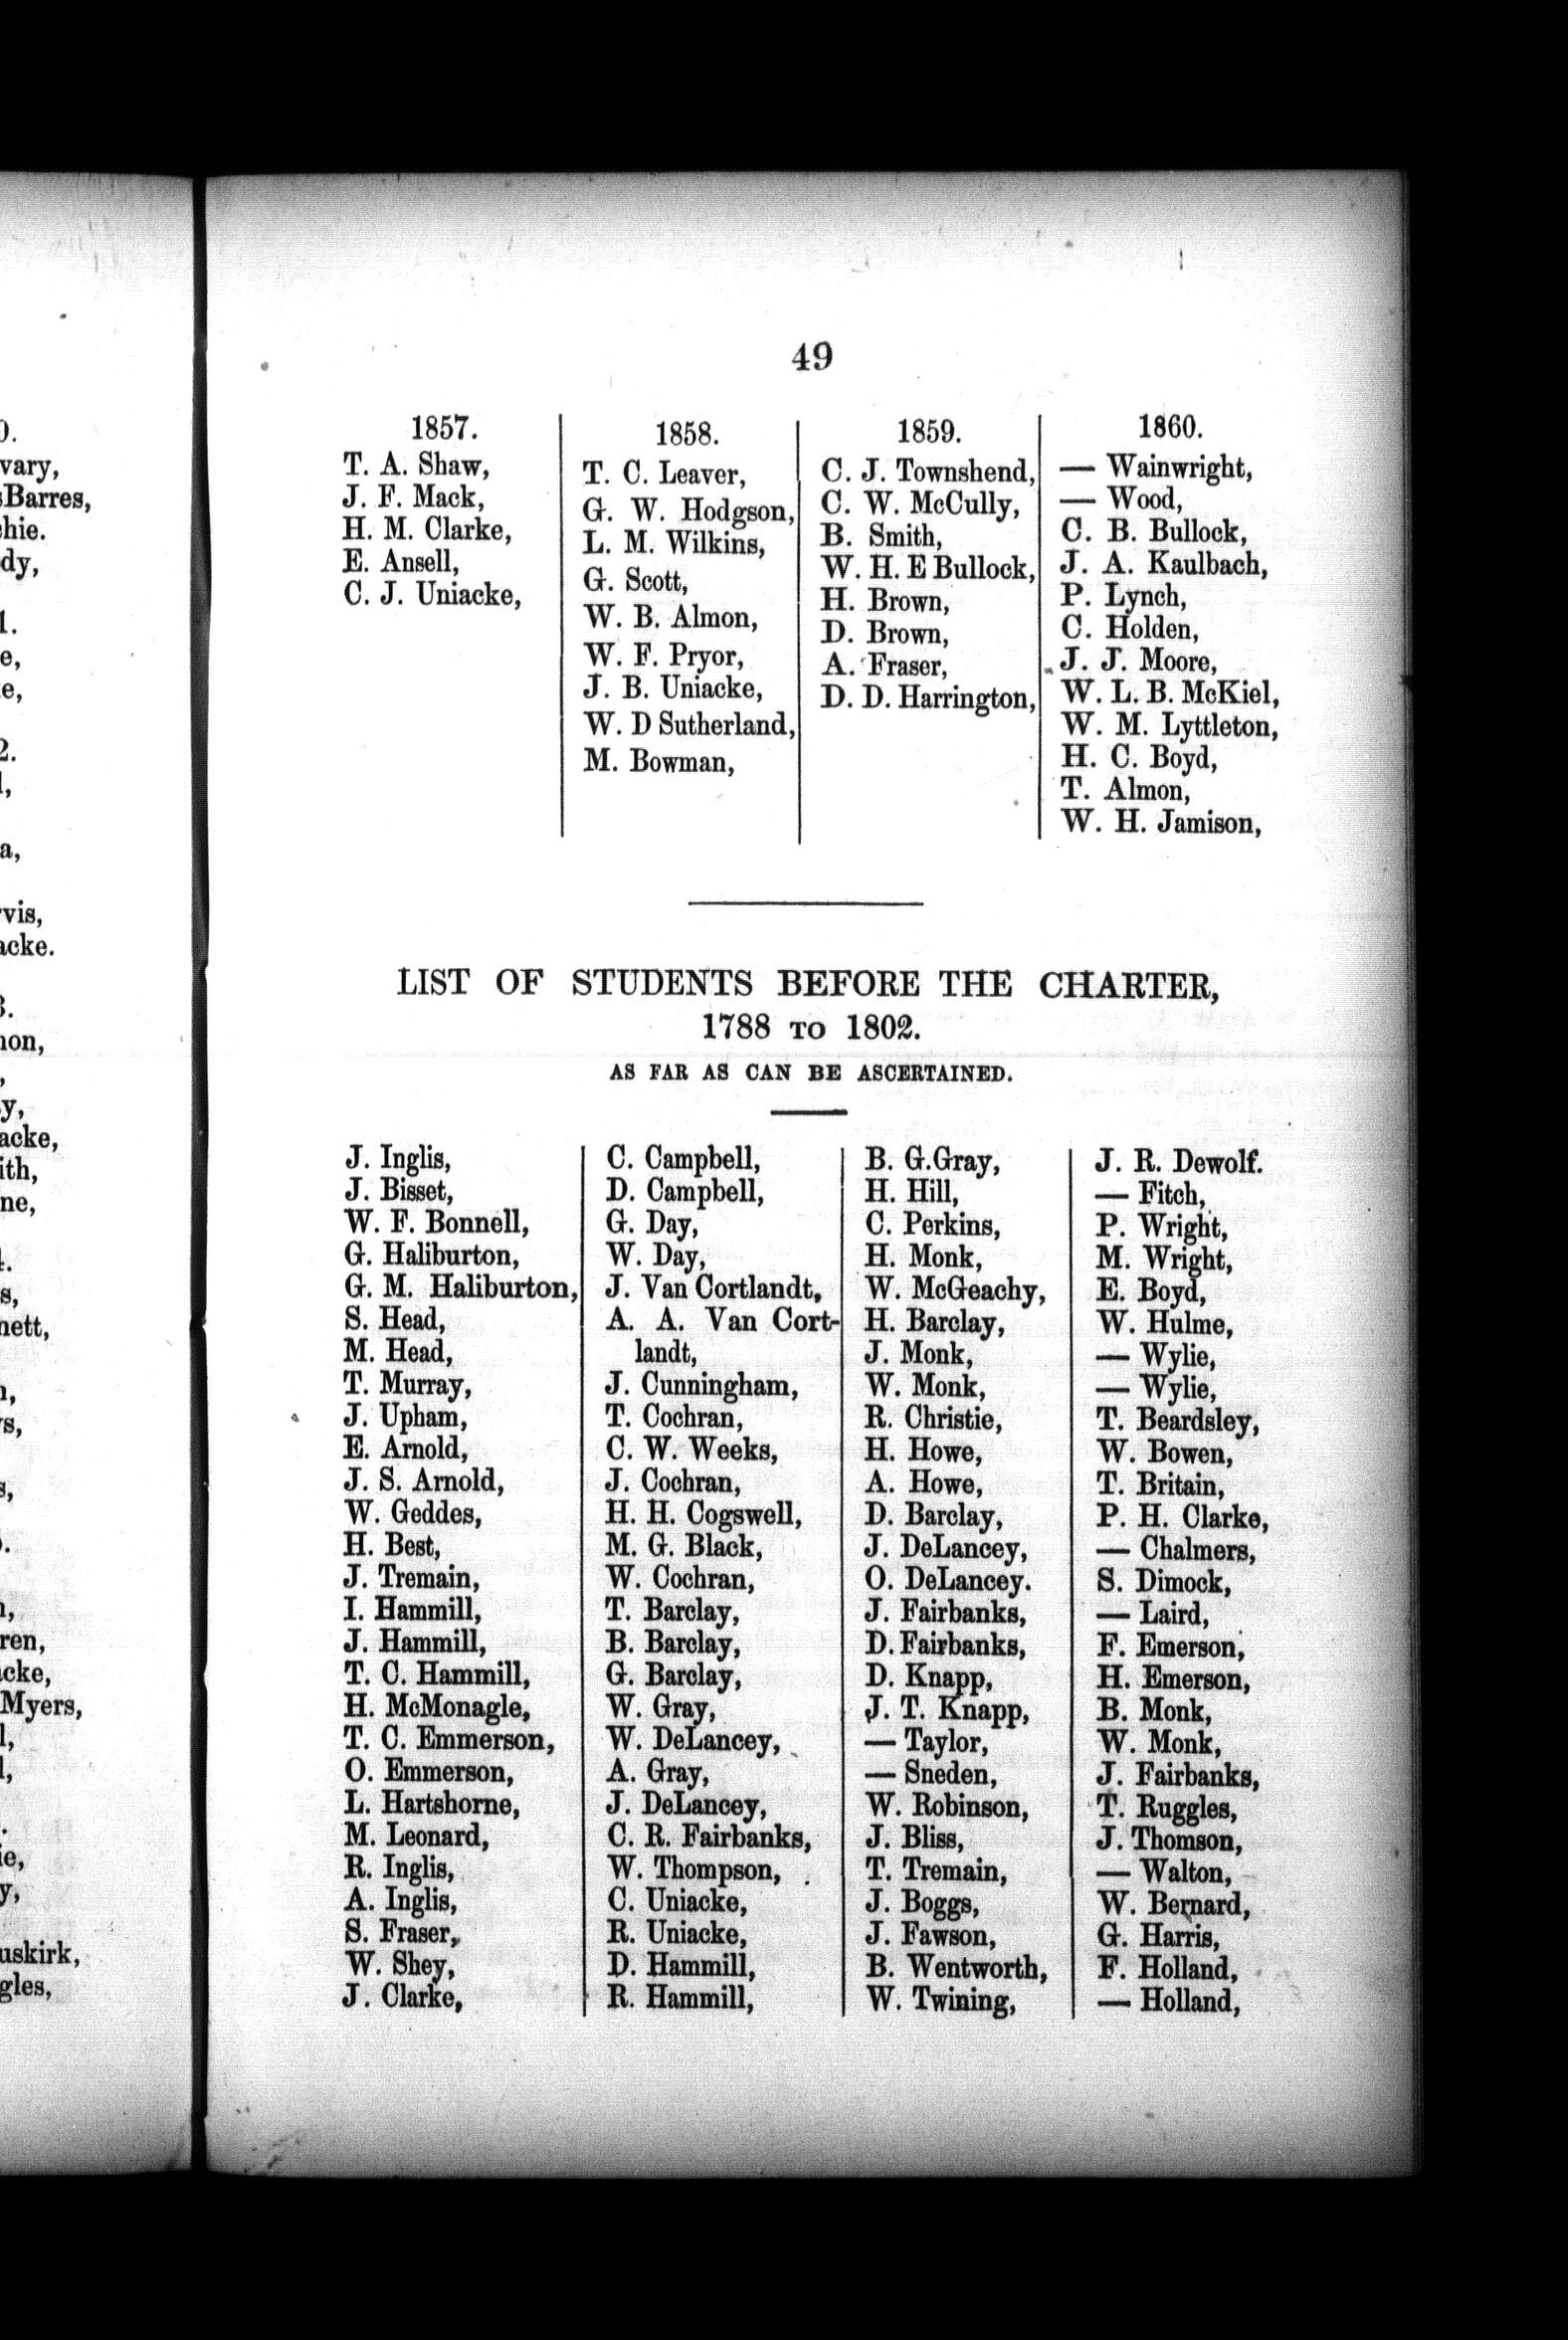 49
1857.
T. A. Shaw,
J. F. Mack,
H. M. Clarke,
E. Ansell,
C. J. Uniacke,
1858.
T. C. Leaver,
G. W. Hodgson,
L. M. Wilkins,
G. Scott,
W. B. Almon,
W. F. Pryor,
J. B. Uniacke,
W. D Sutherland,
M. Bowman,
1859.
C. J. Townshend,
C. W. McCully,
B. Smith,
W. H. E Bullock,
H. Brown,
D. Brown,
A. Fraser,
D. D. Harrington,
1860.
— Wainwright,
— Wood,
C. B. Bullock,
J. A. Kaulbach,
P. Lynch,
C. Holden,
J. J. Moore,
W. L. B. McKiel,
W. M. Lyttleton,
H. C. Boyd,
T. Almon,
W. H. Jamison,
LIST OF STUDENTS BEFORE THE CHARTER,
1788 TO 1802.
AS FAR AS CAN BE ASCERTAINED.
J. Inglis,
J. Bisset,
W. F. Bonnell,
G. Haliburton,
G. M. Haliburton,
S. Head,
M. Head,
T. Murray,
J. Upham,
E. Arnold,
J. S. Arnold,
W. Geddes,
H. Best,
J. Tremain,
I. Hammill,
J. Hammill,
T. C. Hammill,
H. McMonagle,
T. C. Emmerson,
O. Emmerson,
L. Hartshorne,
M. Leonard,
R. Inglis,
A. Inglis,
S. Fraser,
W. Shey,
J. Clarke,
C. Campbell,
D. Campbell,
G. Day,
W. Day,
J. Van Cortlandt,
A. A. Van Cort-
landt,
J. Cunningham,
T. Cochran,
C. W. Weeks,
J. Cochran,
H. H. Cogswell,
M. G. Black,
W. Cochran,
T. Barclay,
B. Barclay,
G. Barclay,
W. Gray,
W. DeLancey,
A. Gray,
J. DeLancey,
C. R. Fairbanks,
W. Thompson,
C. Uniacke,
R. Uniacke,
D. Hammill,
R. Hammill,
B. G. Gray,
H. Hill,
C. Perkins,
H. Monk,
W. McGeachy,
H. Barclay,
J. Monk,
W. Monk,
R. Christie,
H. Howe,
A. Howe,
D. Barclay,
J. DeLancey,
O. DeLancey.
J. Fairbanks,
D. Fairbanks,
D. Knapp,
J. T. Knapp,
— Taylor,
— Sneden,
W. Robinson,
J. Bliss,
T. Tremain,
J. Boggs,
J. Fawson,
B. Wentworth,
W. Twining,
J. R. Dewolf.
— Fitch,
P. Wright,
M. Wright,
E. Boyd,
W. Hulme,
— Wylie,
— Wylie,
T. Beardsley,
W. Bowen,
T. Britain,
P. H. Clarke,
— Chalmers,
S. Dimock,
— Laird,
F. Emerson,
H. Emerson,
B. Monk,
W. Monk,
J. Fairbanks,
T. Ruggles,
J. Thomson,
— Walton,
W. Bernard,
G. Harris,
F. Holland,
— Holland,